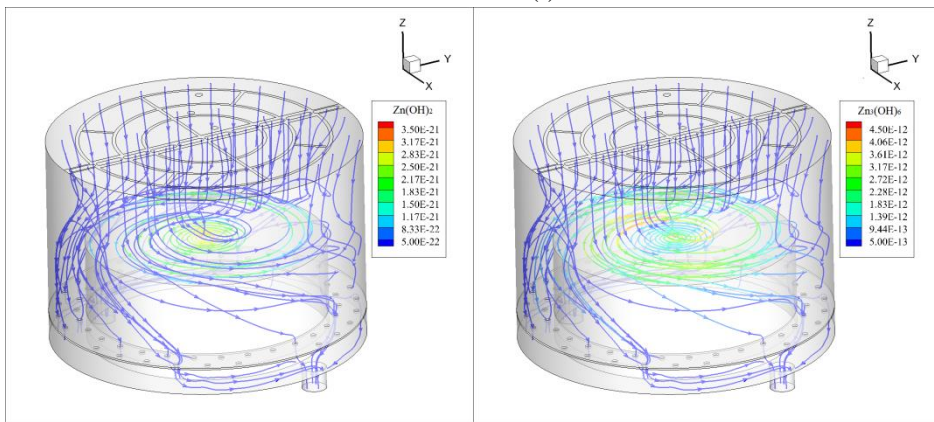 Z
Y
X
Zn(OH)2
3.50E-21
3.17E-21
2.83E-21
2.50E-21
2.17E-21
1.83E-21
1.50E-21
1.17E-21
8.33E-22
5.00E-22
Z
Y
X
Zn3(OH)6
4.50E-12
4.06E-12
3.61E-12
3.17E-12
2.72E-12
2.28E-12
1.83E-12
1.39E-12
9.44E-13
5.00E-13